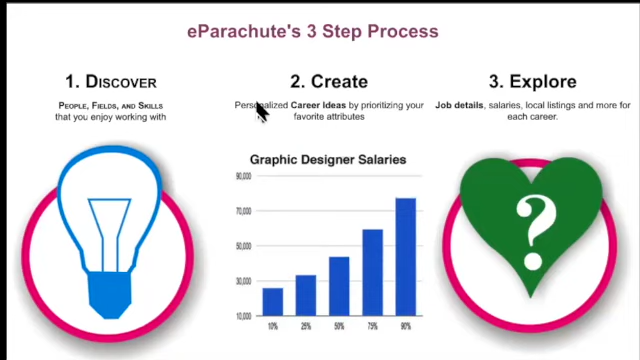 eParachute's 3 Step Process
1. Discover
People, Fields, and Skills
that you enjoy working with
2. Create
Personalized Career Ideas by prioritizing your
favorite attributes
3. Explore
Job details, salaries, local listings and more for
each career.
Graphic Designer Salaries
90,000
70,000
50,000
30,000
10,000
10% 25% 50% 75% 90%
?